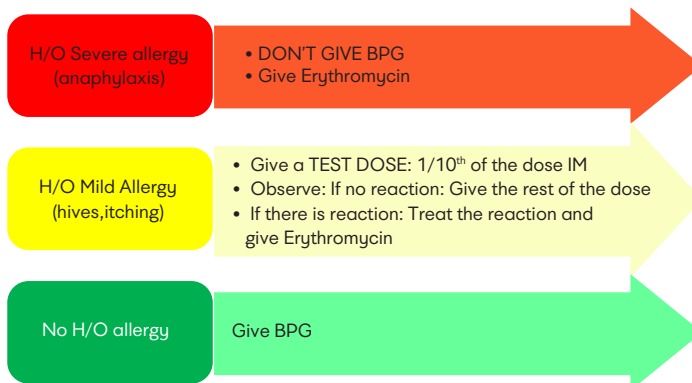 H/O Severe allergy
(anaphylaxis)
• DON'T GIVE BPG
• Give Erythromycin
H/O Mild Allergy
(hives,itching)
• Give a TEST DOSE: 1/10th of the dose IM
• Observe: If no reaction: Give the rest of the dose
• If there is reaction: Treat the reaction and
give Erythromycin
No H/O allergy
Give BPG